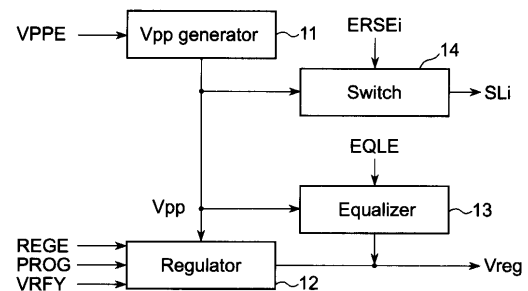 VPPE
Vpp generator
11
ERSEi
14
Switch
SLi
EQLE
Vpp
Equalizer
13
REGE
PROG
VRFY
Regulator
12
Vreg